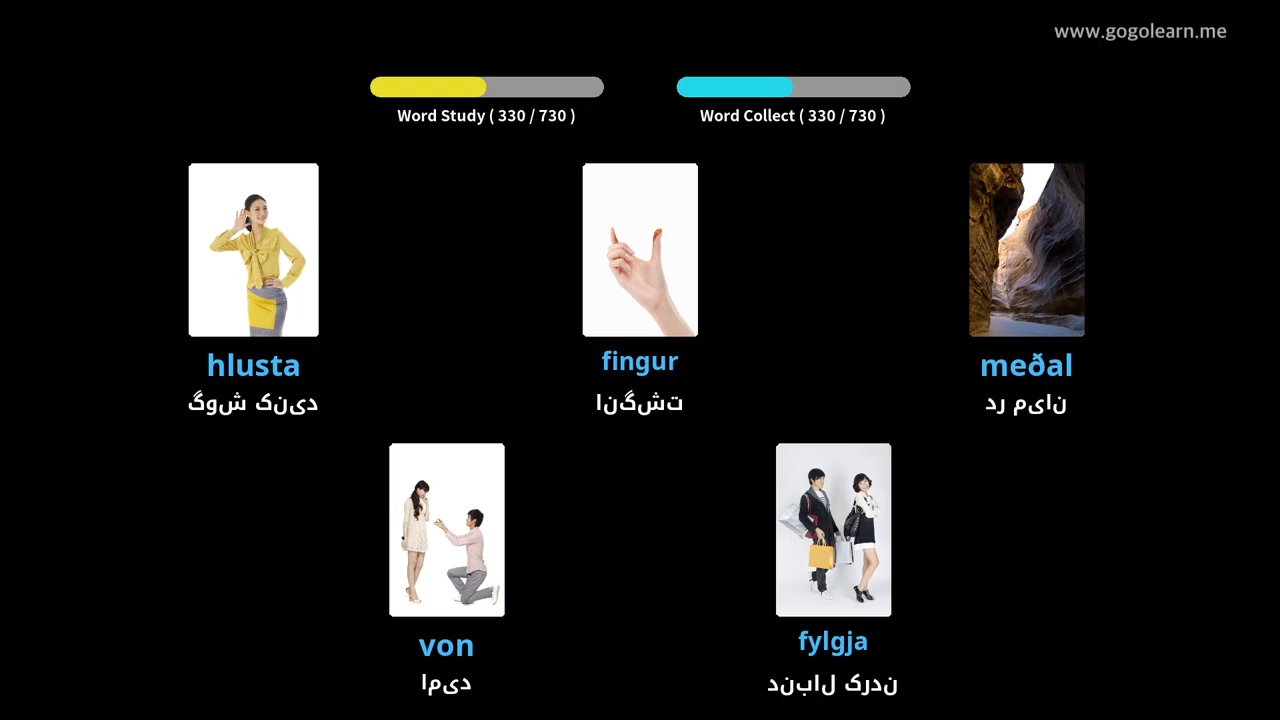 www.gogolearn.me
Word Study ( 330 / 730 )
Word Collect ( 330 / 730 )
hlusta
گوش کنید
fingur
انگشت
meðal
در میان
von
امید
fylgja
دنبال کردن